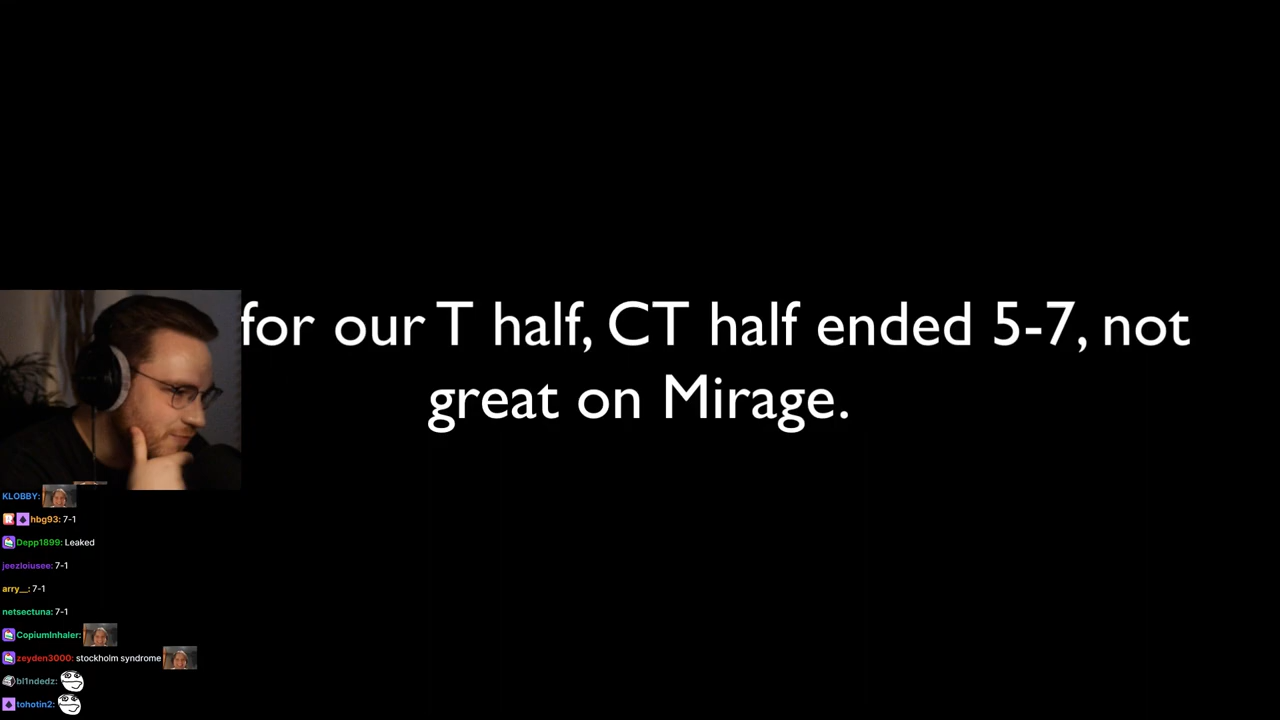 for our T half, CT half ended 5-7, not
great on Mirage.
KLOBBY:
hbg93: 7-1
Depp1899: Leaked
jeezloiusee: 7-1
arry__: 7-1
netsectuna: 7-1
CopiumInhaler:
zeyden3000: stockholm syndrome
bl1ndedz:
tohotin2: